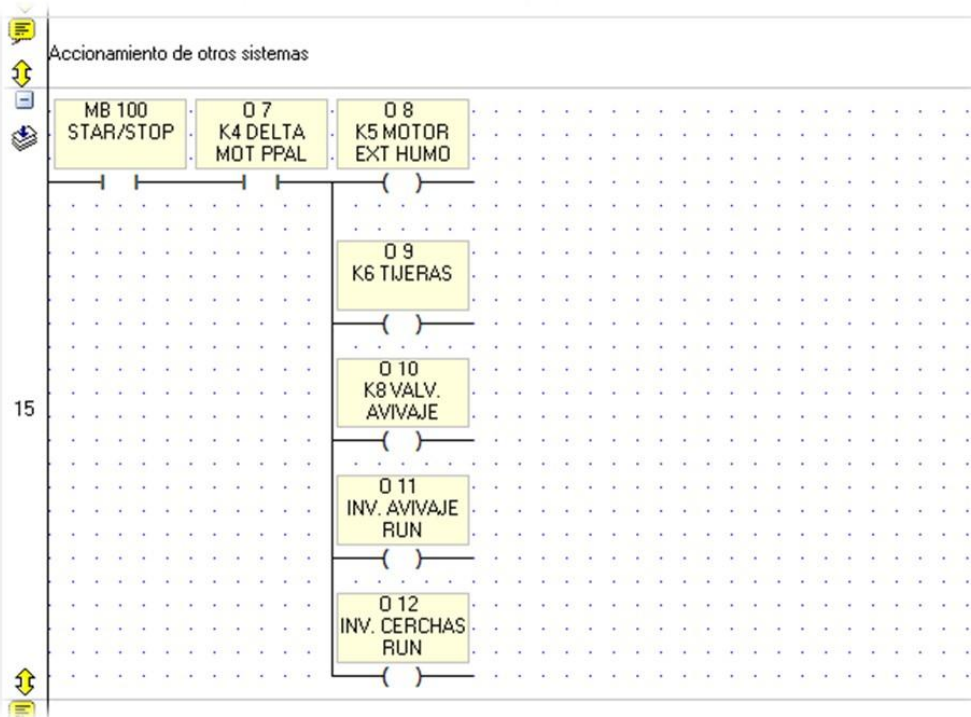 Accionamiento de otros sistemas
MB 100
STAR/STOP
O 7
K4 DELTA
MOT PPAL
O 8
K5 MOTOR
EXT HUMO
O 9
K6 TIJERAS
O 10
K8 VALV.
AVIVAJE
15
O 11
INV. AVIVAJE
RUN
O 12
INV. CERCHAS
RUN